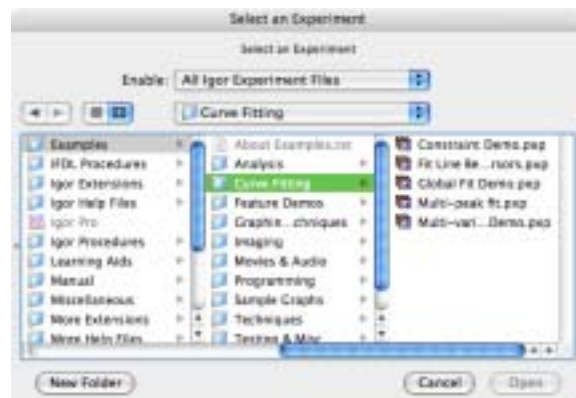 Select an Experiment
Select an Experiment
Enable: All Igor Experiment Files
Curve Fitting
Examples
IFDL Procedures
Igor Extensions
Igor Help Files
Igor Pro
Igor Procedures
Learning Aids
Manual
Miscellaneous
More Extensions
More Help Files
About Examples.txt
Analysis
Curve Fitting
Feature Demos
Graphin...chniques
Imaging
Movies & Audio
Programming
Sample Graphs
Techniques
Testing & Misc
Constraint Demo.pxp
Fit Line Be...rsors.pxp
Global Fit Demo.pxp
Multi-peak fit.pxp
Multi-vari...Demo.pxp
New Folder
Cancel
Open